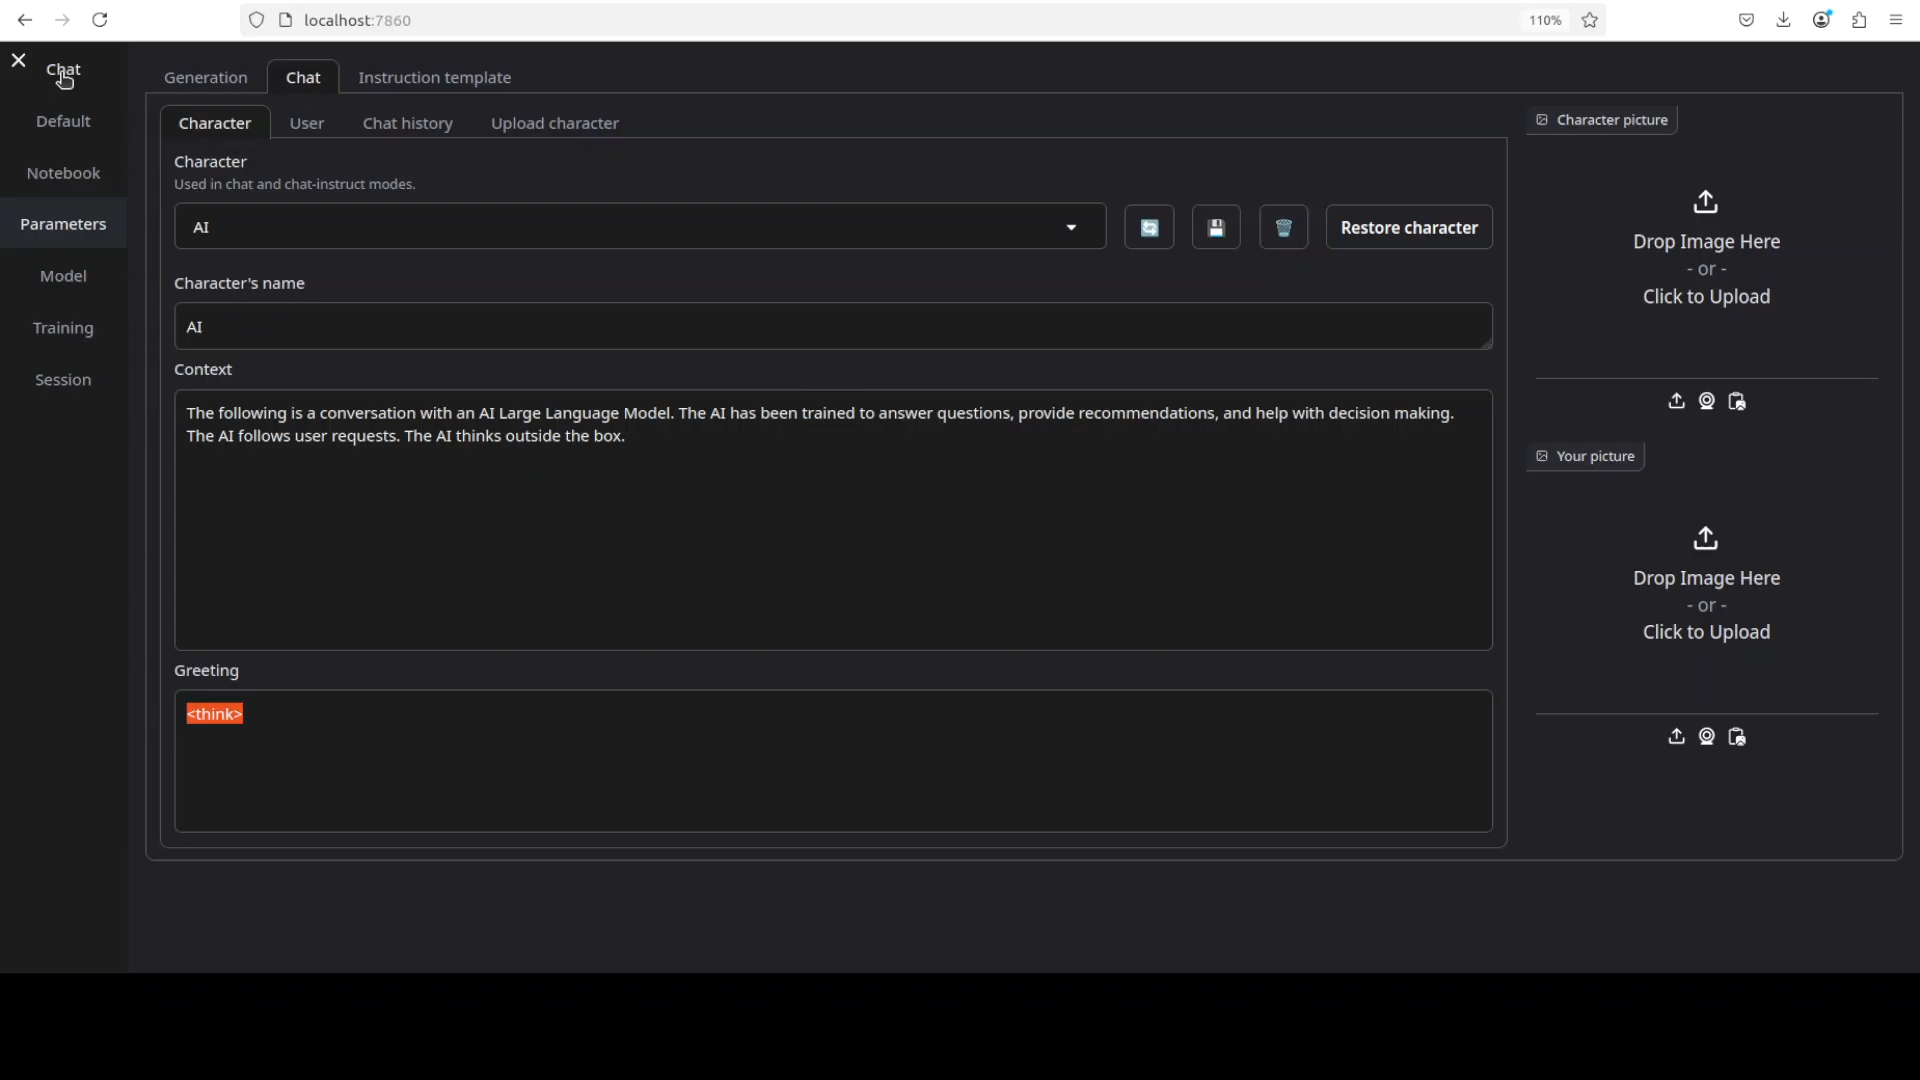 localhost:7860
110%
Chat
Default
Notebook
Parameters
Model
Training
Session
Generation
Chat
Instruction template
Character
User
Chat history
Upload character
Character
Used in chat and chat-instruct modes.
AI
Restore character
Character's name
AI
Context
The following is a conversation with an AI Large Language Model. The AI has been trained to answer questions, provide recommendations, and help with decision making.
The AI follows user requests. The AI thinks outside the box.
Greeting
<think>
Character picture
Drop Image Here
- or -
Click to Upload
Your picture
Drop Image Here
- or -
Click to Upload